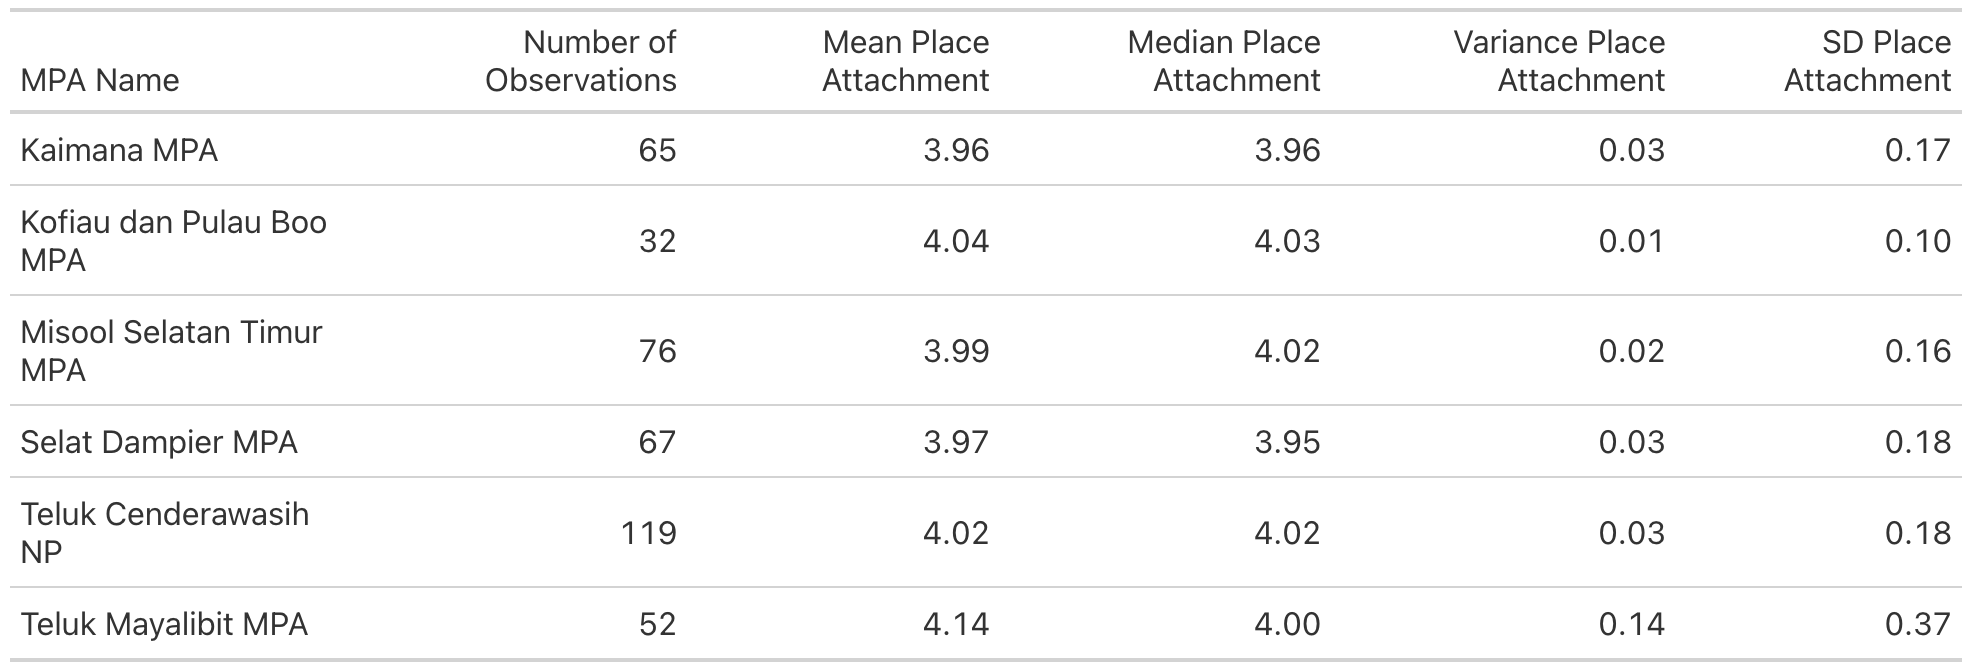 MPA Name Number of Observations Mean Place Attachment Median Place Attachment Variance Place Attachment SD Place Attachment
Kaimana MPA 65 3.96 3.96 0.03 0.17
Kofiau dan Pulau Boo MPA 32 4.04 4.03 0.01 0.10
Misool Selatan Timur MPA 76 3.99 4.02 0.02 0.16
Selat Dampier MPA 67 3.97 3.95 0.03 0.18
Teluk Cenderawasih NP 119 4.02 4.02 0.03 0.18
Teluk Mayalibit MPA 52 4.14 4.00 0.14 0.37